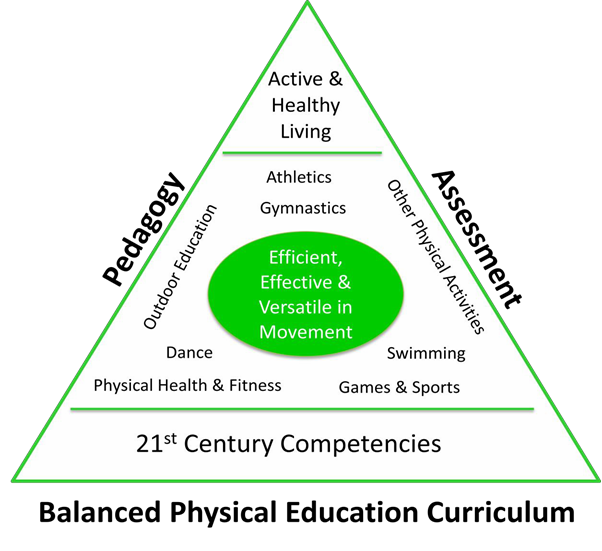 Active &
Healthy
Living
Pedagogy
Assessment
Athletics
Gymnastics
Outdoor Education
Other Physical Activities
Efficient,
Effective &
Versatile in
Movement
Dance
Swimming
Physical Health & Fitness
Games & Sports
21st Century Competencies
Balanced Physical Education Curriculum